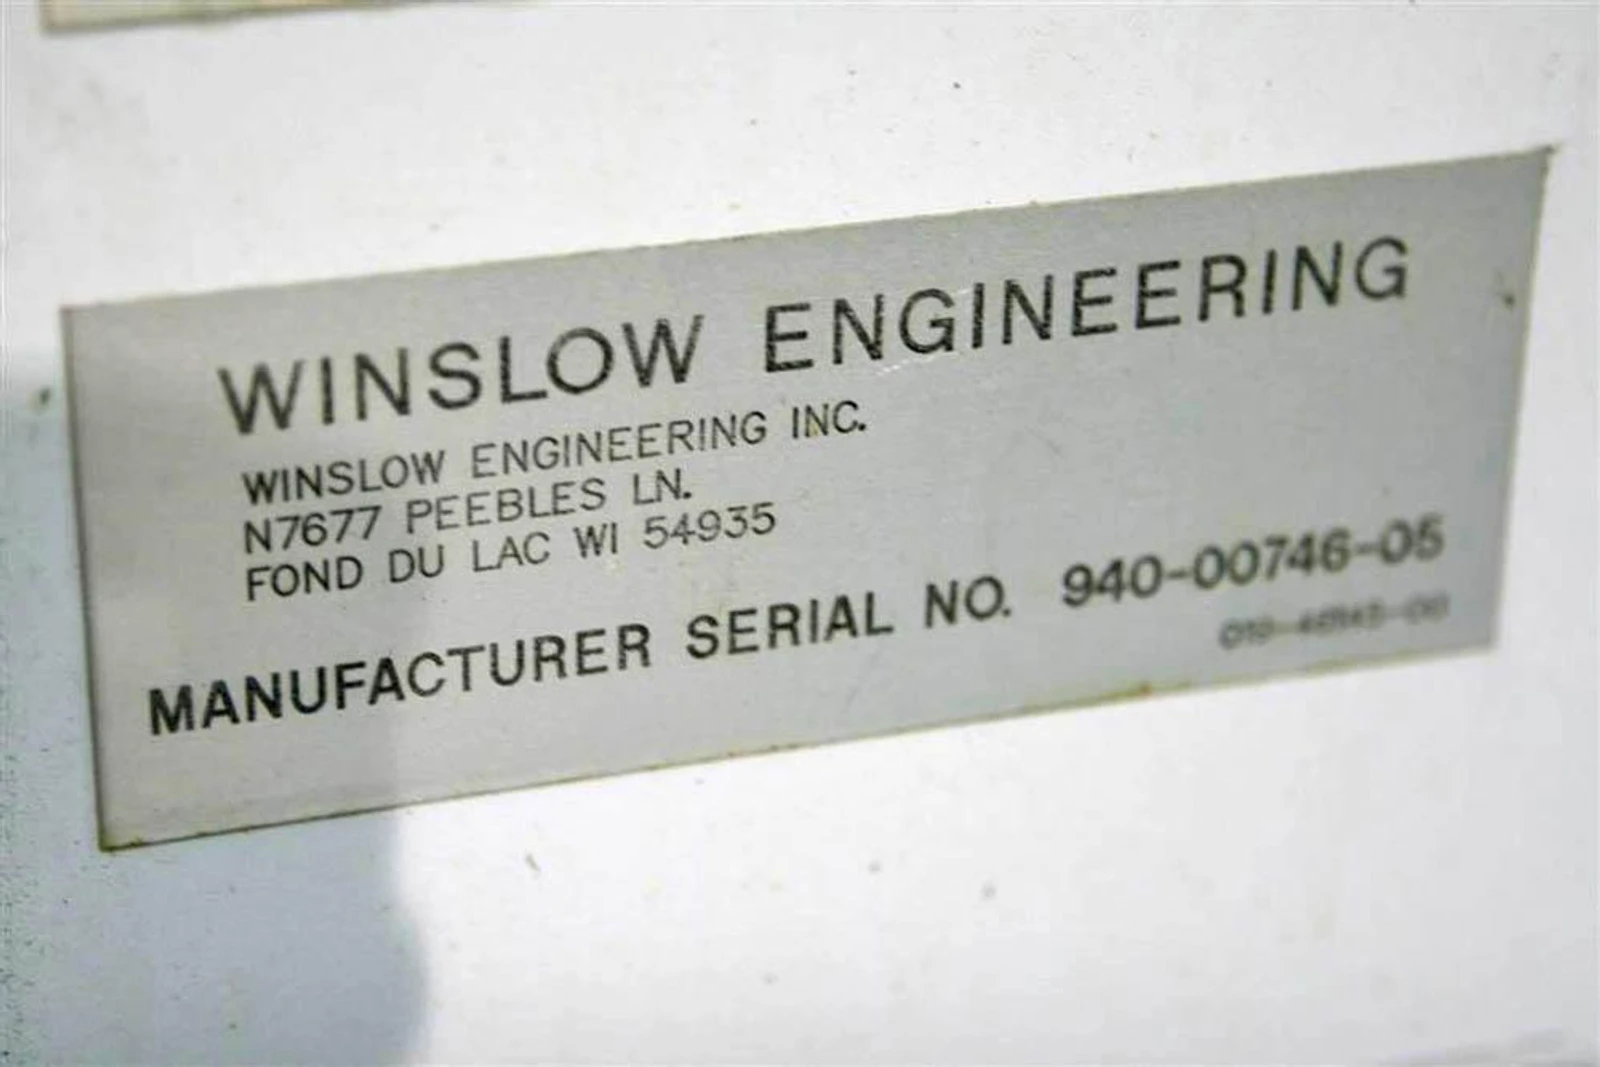 WINSLOW ENGINEERING
WINSLOW ENGINEERING INC.
N7677 PEEBLES LN.
FOND DU LAC WI 54935
MANUFACTURER SERIAL NO. 940-00746-05